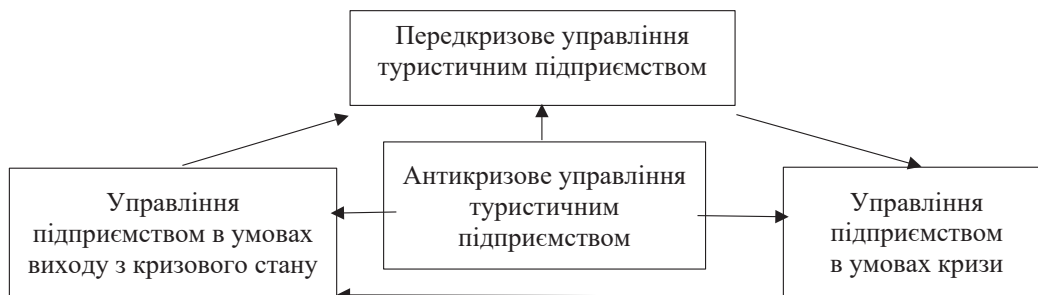 Передкризове управління
туристичним підприємством
Антикризове управління
туристичним
підприємством
Управління
підприємством в умовах
виходу з кризового стану
Управління
підприємством
в умовах кризи